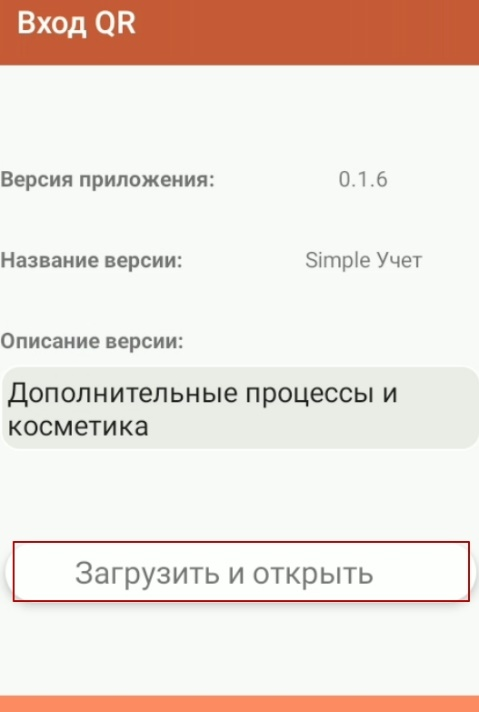 Вход QR
Версия приложения: 0.1.6
Название версии: Simple Учет
Описание версии:
Дополнительные процессы и
косметика
Загрузить и открыть